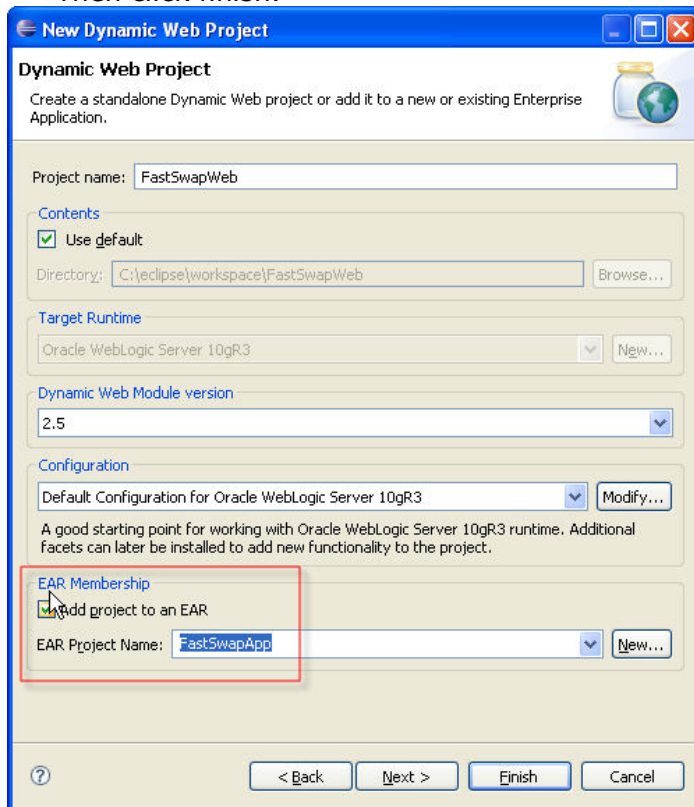 Then click finish.
New Dynamic Web Project
Dynamic Web Project
Create a standalone Dynamic Web project or add it to a new or existing Enterprise
Application.
Project name: FastSwapWeb
Contents
Use default
Directory: C:\eclipse\workspace\FastSwapWeb Browse...
Target Runtime
Oracle WebLogic Server 10gR3 New...
Dynamic Web Module version
2.5
Configuration
Default Configuration for Oracle WebLogic Server 10gR3 Modify...
A good starting point for working with Oracle WebLogic Server 10gR3 runtime. Additional
facets can later be installed to add new functionality to the project.
EAR Membership
Add project to an EAR
EAR Project Name: FastSwapApp New...
? < Back Next > Finish Cancel